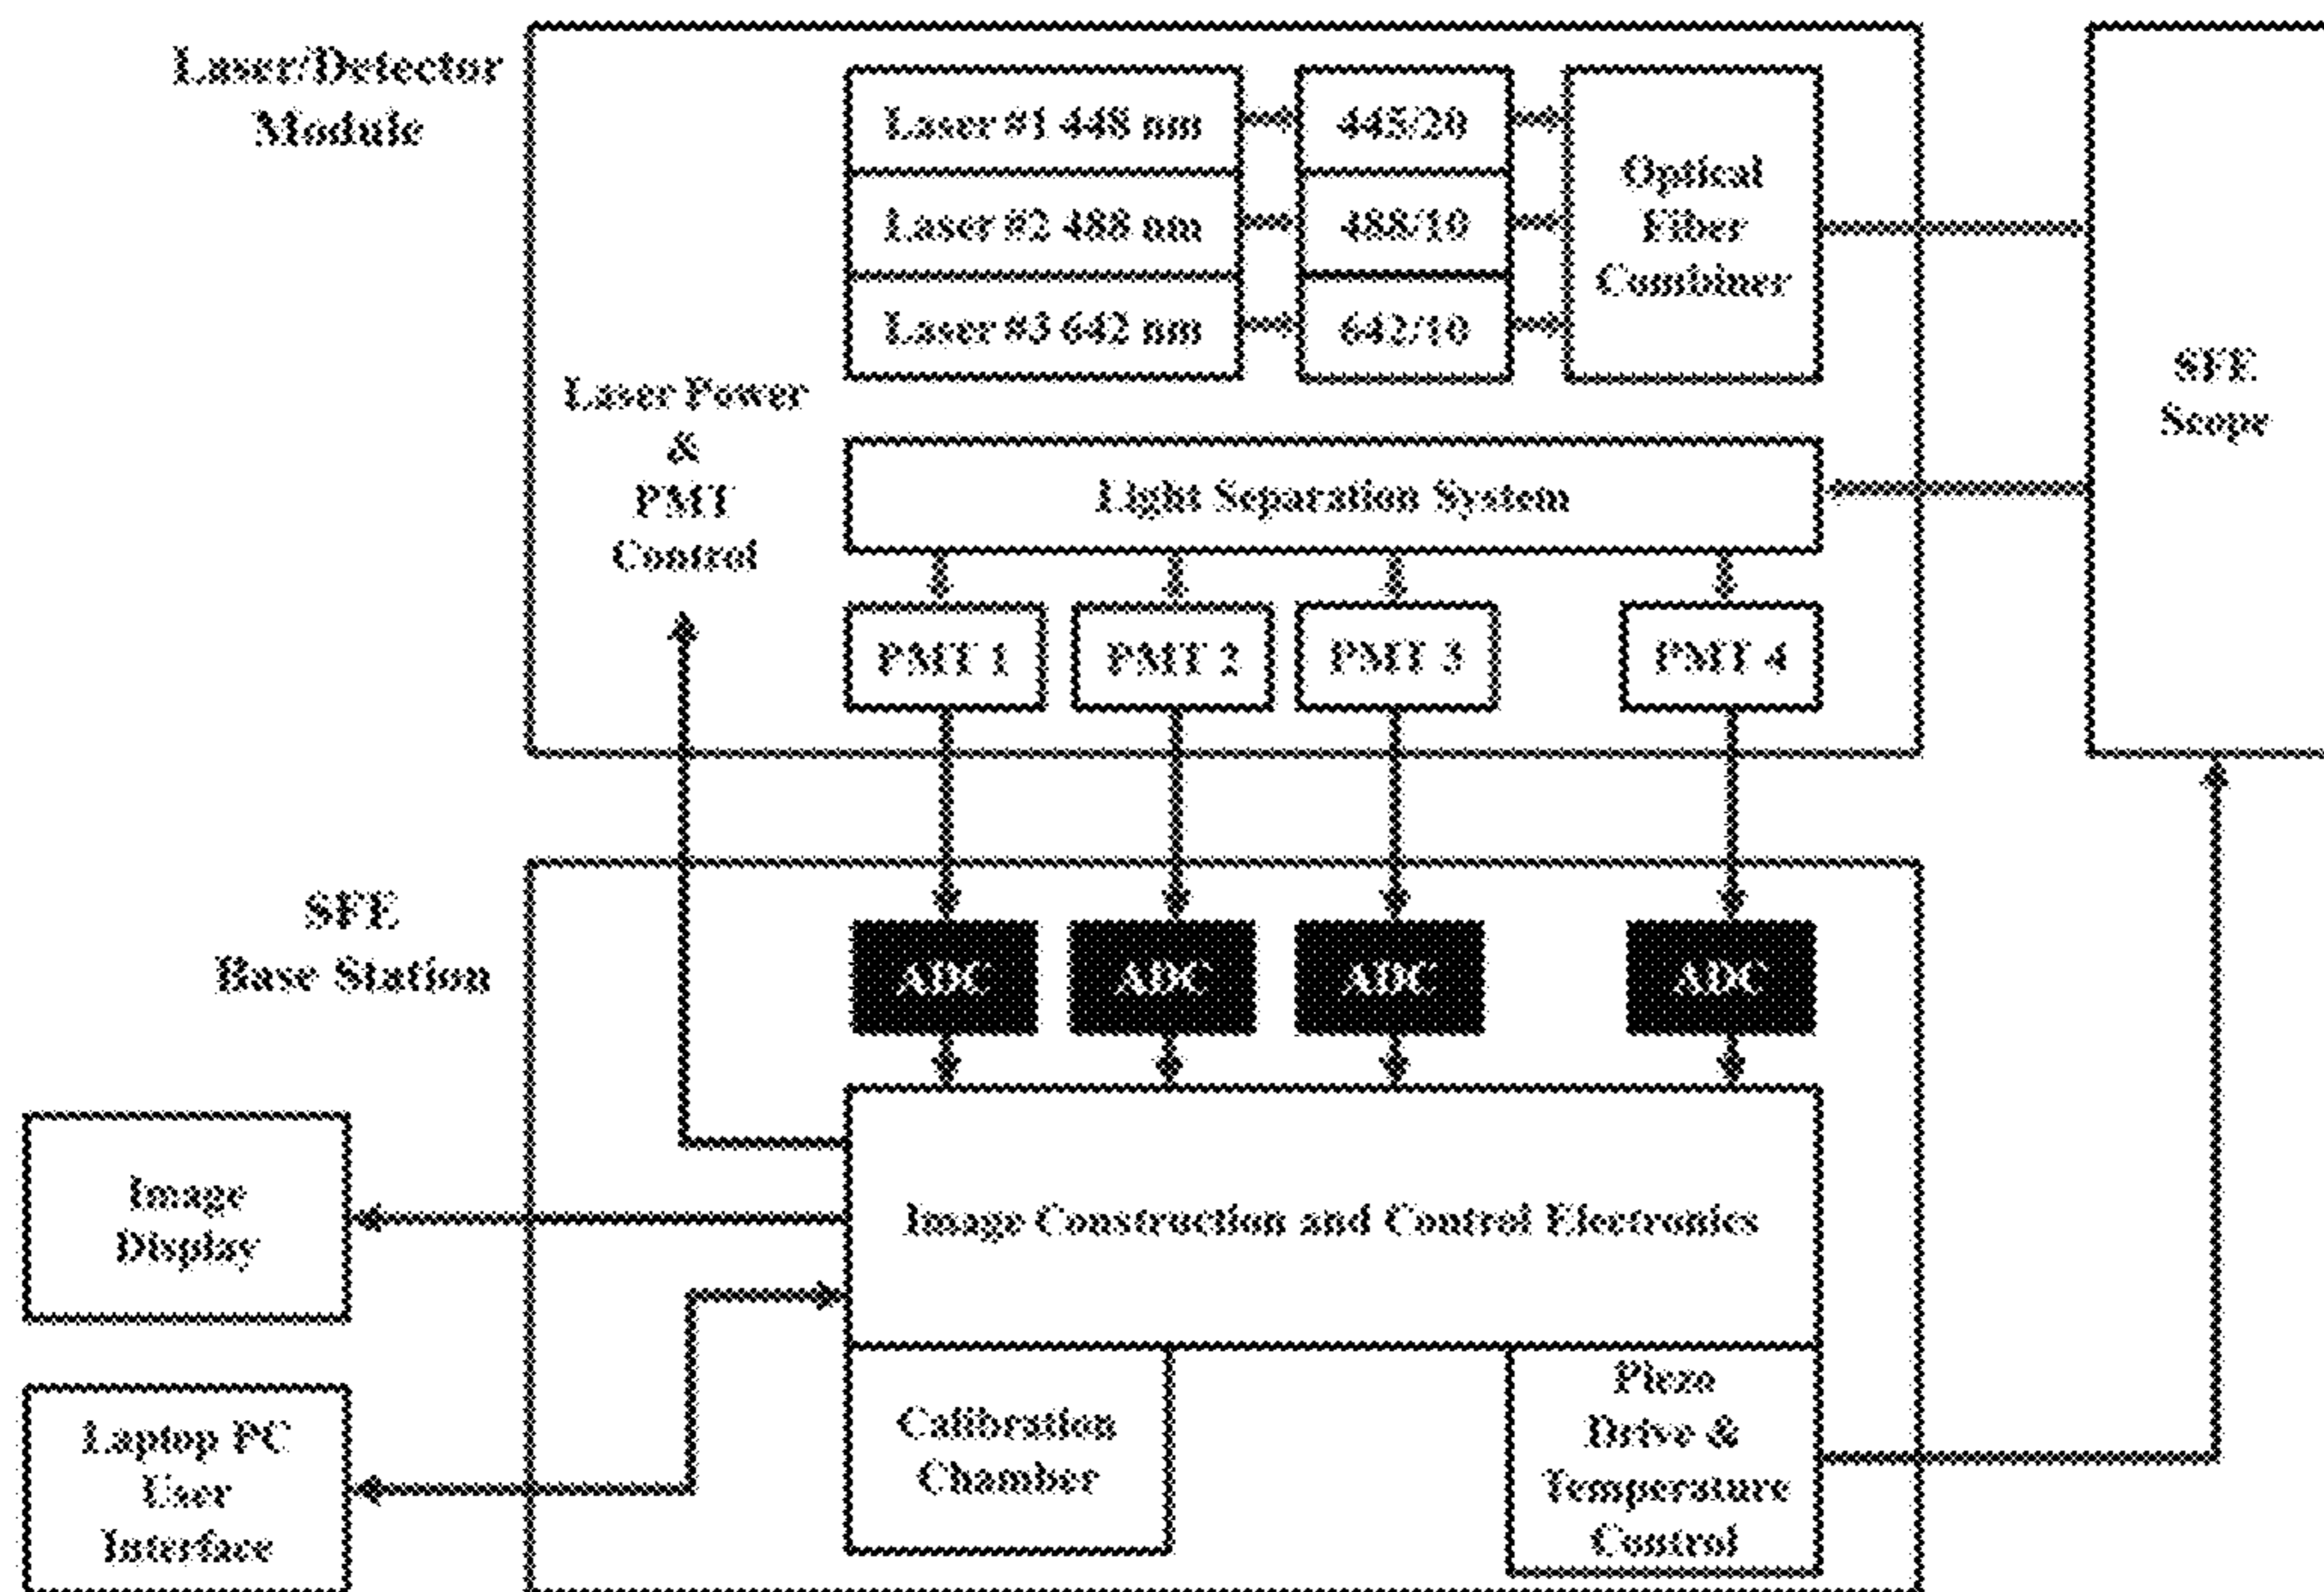 Laser/Detector
Module
Laser #1 448 nm
445/20
Laser #2 488 nm
488/10
Laser #3 642 nm
642/10
Optical
Fiber
Combiner
SFE
Scope
Laser Power
&
PMT
Control
Light Separation System
PMT 1
PMT 2
PMT 3
PMT 4
SFE
Base Station
ADC
ADC
ADC
ADC
Image
Display
Image Construction and Control Electronics
Laptop PC
User
Interface
Calibration
Chamber
Piezo
Drive &
Temperature
Control